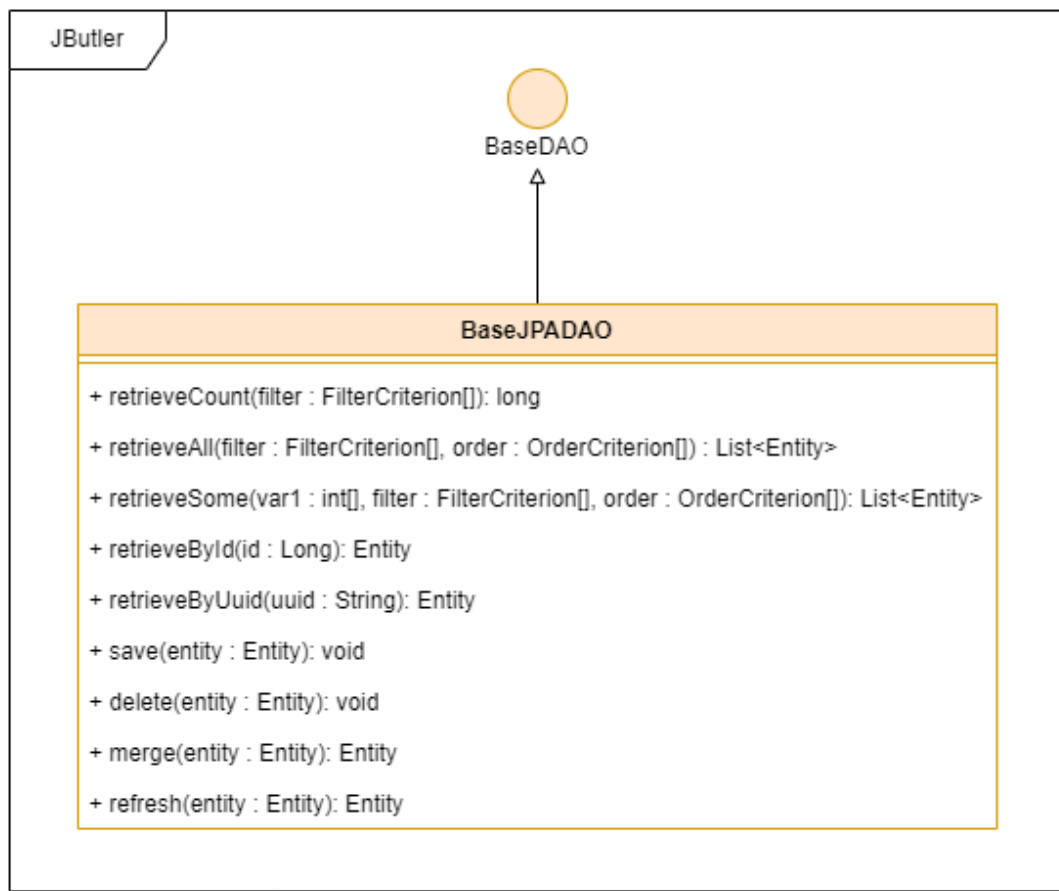 JButler
BaseDAO
BaseJPADAO
+ retrieveCount(filter : FilterCriterion[]): long
+ retrieveAll(filter : FilterCriterion[], order : OrderCriterion[]) : List<Entity>
+ retrieveSome(var1 : int[], filter : FilterCriterion[], order : OrderCriterion[]): List<Entity>
+ retrieveById(id : Long): Entity
+ retrieveByUuid(uuid : String): Entity
+ save(entity : Entity): void
+ delete(entity : Entity): void
+ merge(entity : Entity): Entity
+ refresh(entity : Entity): Entity